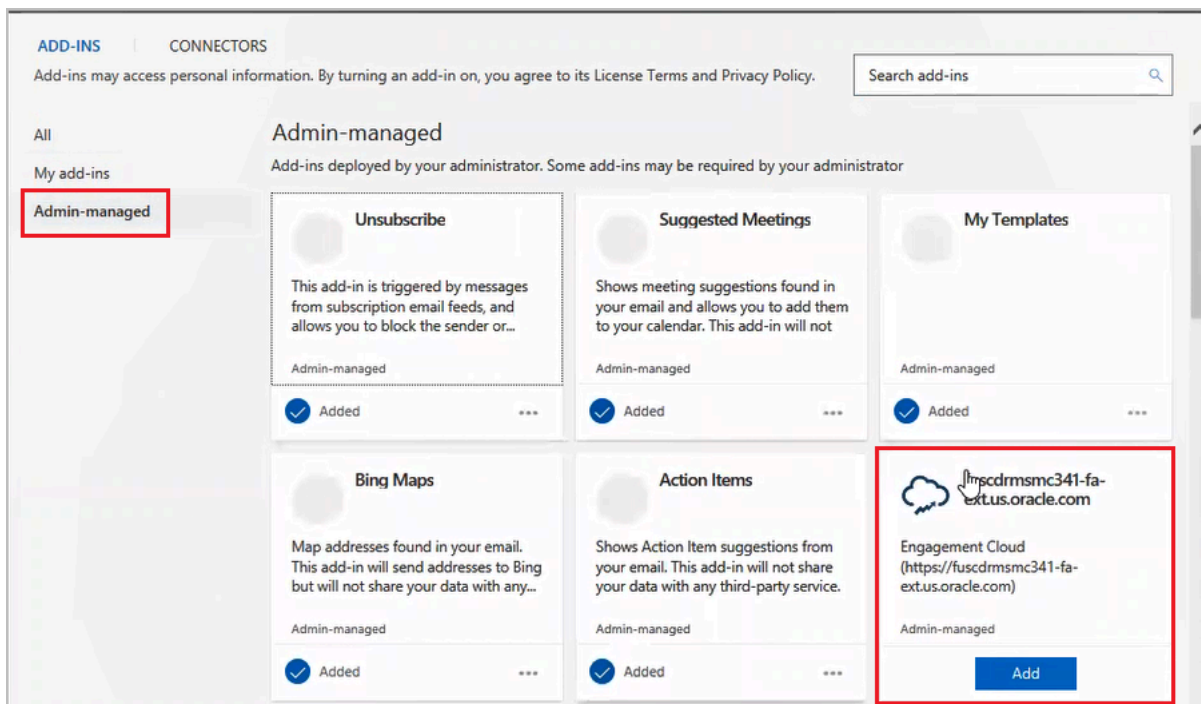 ADD-INS
CONNECTORS
Add-ins may access personal information. By turning an add-in on, you agree to its License Terms and Privacy Policy.
Search add-ins
All
My add-ins
Admin-managed
Admin-managed
Add-ins deployed by your administrator. Some add-ins may be required by your administrator
Unsubscribe
This add-in is triggered by messages
from subscription email feeds, and
allows you to block the sender or...
Admin-managed
Added
Suggested Meetings
Shows meeting suggestions found in
your email and allows you to add them
to your calendar. This add-in will not
Admin-managed
Added
My Templates
Admin-managed
Added
Bing Maps
Map addresses found in your email.
This add-in will send addresses to Bing
but will not share your data with any...
Admin-managed
Added
Action Items
Shows Action Item suggestions from
your email. This add-in will not share
your data with any third-party service.
Admin-managed
Added
fuscdrmsmc341-fa-
ext.us.oracle.com
Engagement Cloud
(https://fuscdrmsmc341-fa-
ext.us.oracle.com)
Admin-managed
Add